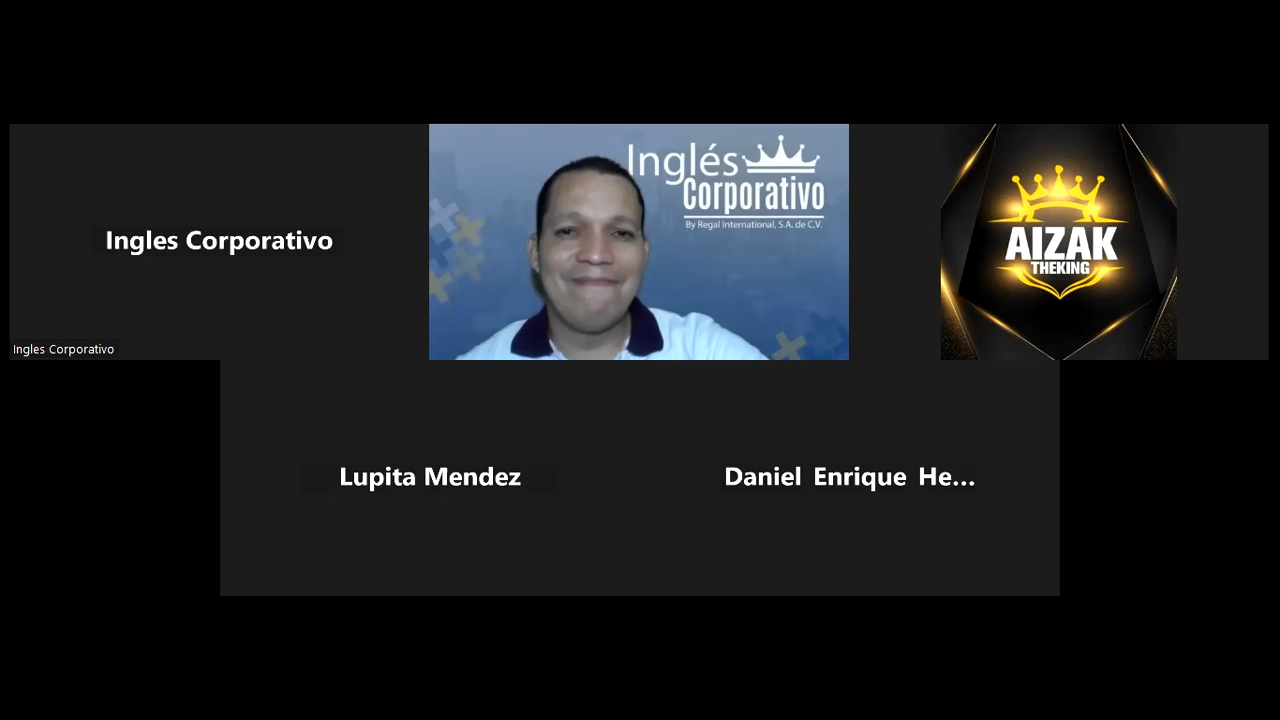 Ingles Corporativo
Ingles Corporativo
Inglés
Corporativo
By Regal International, S.A. de C.V.
AIZAK
THEKING
Lupita Mendez
Daniel Enrique He...